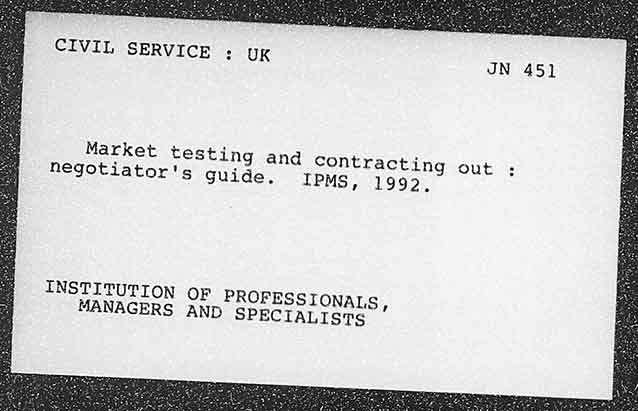 CIVIL SERVICE : UK
JN 451
Market testing and contracting out :
negotiator's guide. IPMS, 1992.
INSTITUTION OF PROFESSIONALS,
MANAGERS AND SPECIALISTS